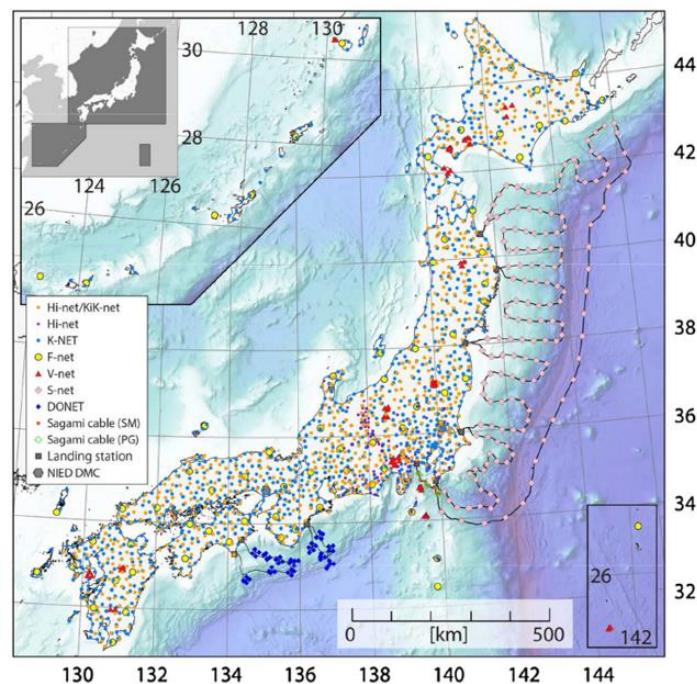 128 130
30
28
124 126
26
44
42
40
38
36
34
32
Hi-net/KiK-net
Hi-net
K-NET
F-net
V-net
S-net
DONET
Sagami cable (SM)
Sagami cable (PG)
Landing station
NIED DMC
26
142
0 [km] 500
130 132 134 136 138 140 142 144